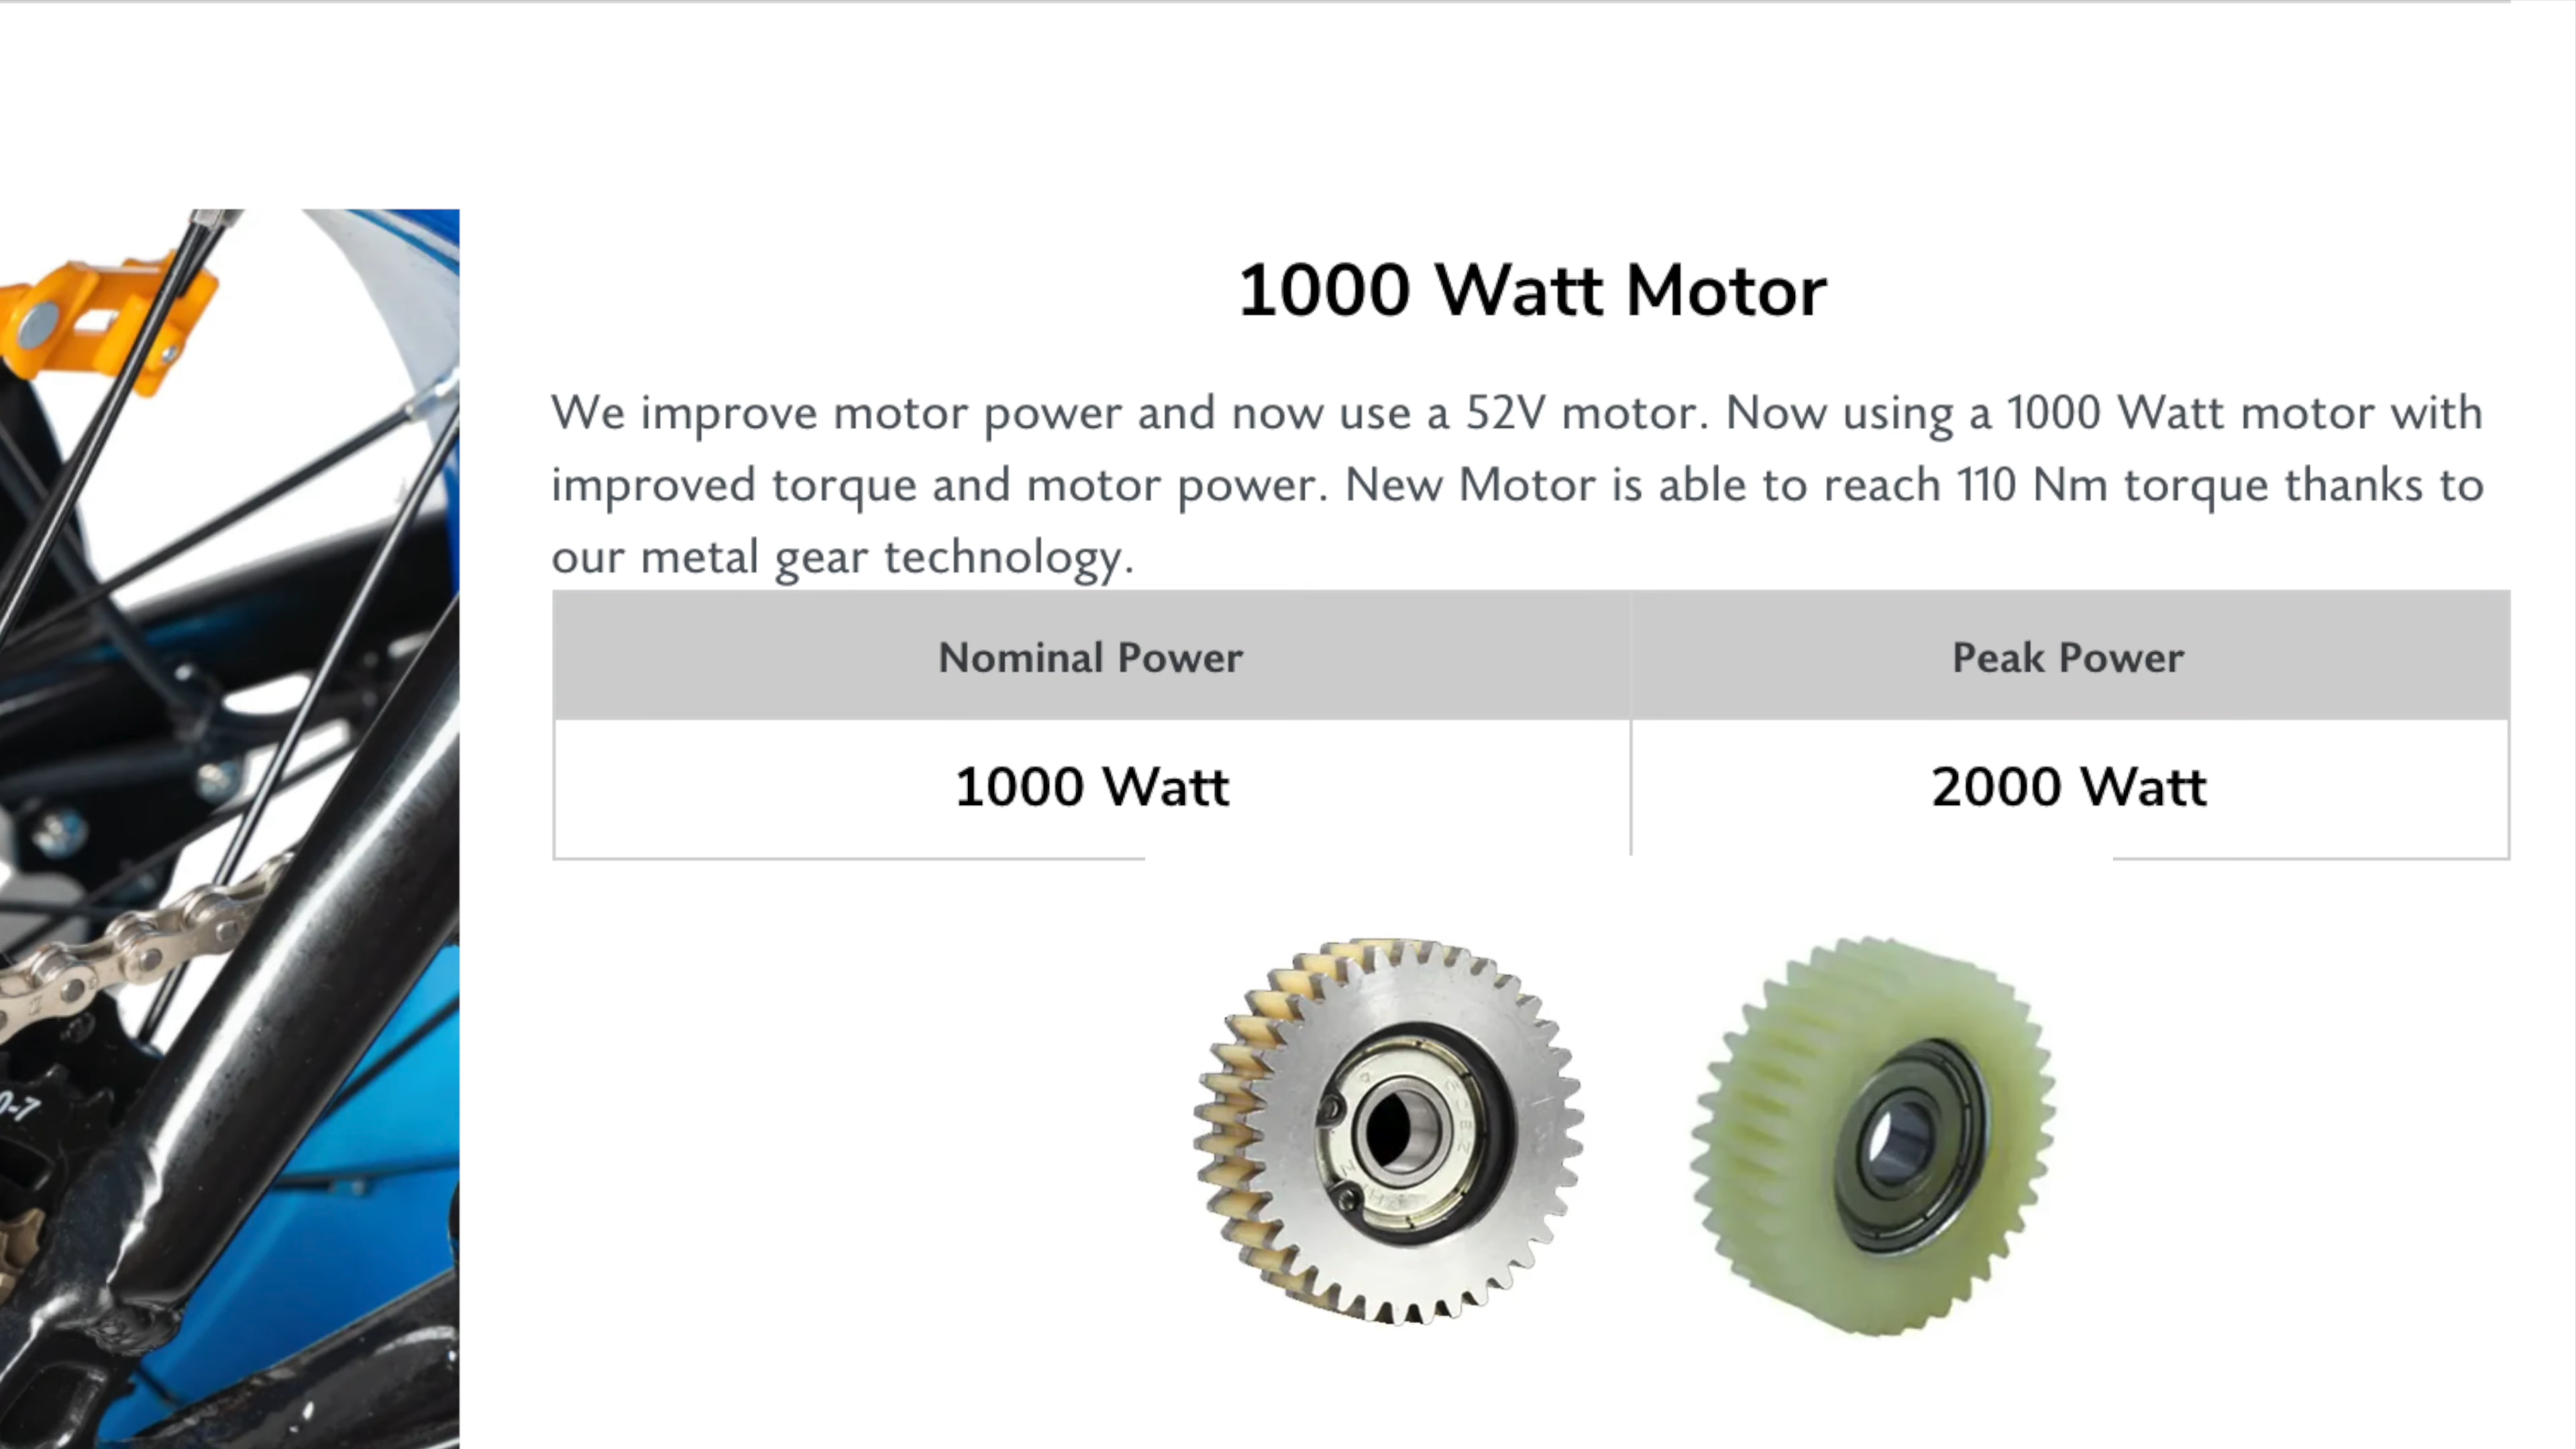 1000 Watt Motor
We improve motor power and now use a 52V motor. Now using a 1000 Watt motor with
improved torque and motor power. New Motor is able to reach 110 Nm torque thanks to
our metal gear technology.
Nominal Power
Peak Power
1000 Watt
2000 Watt